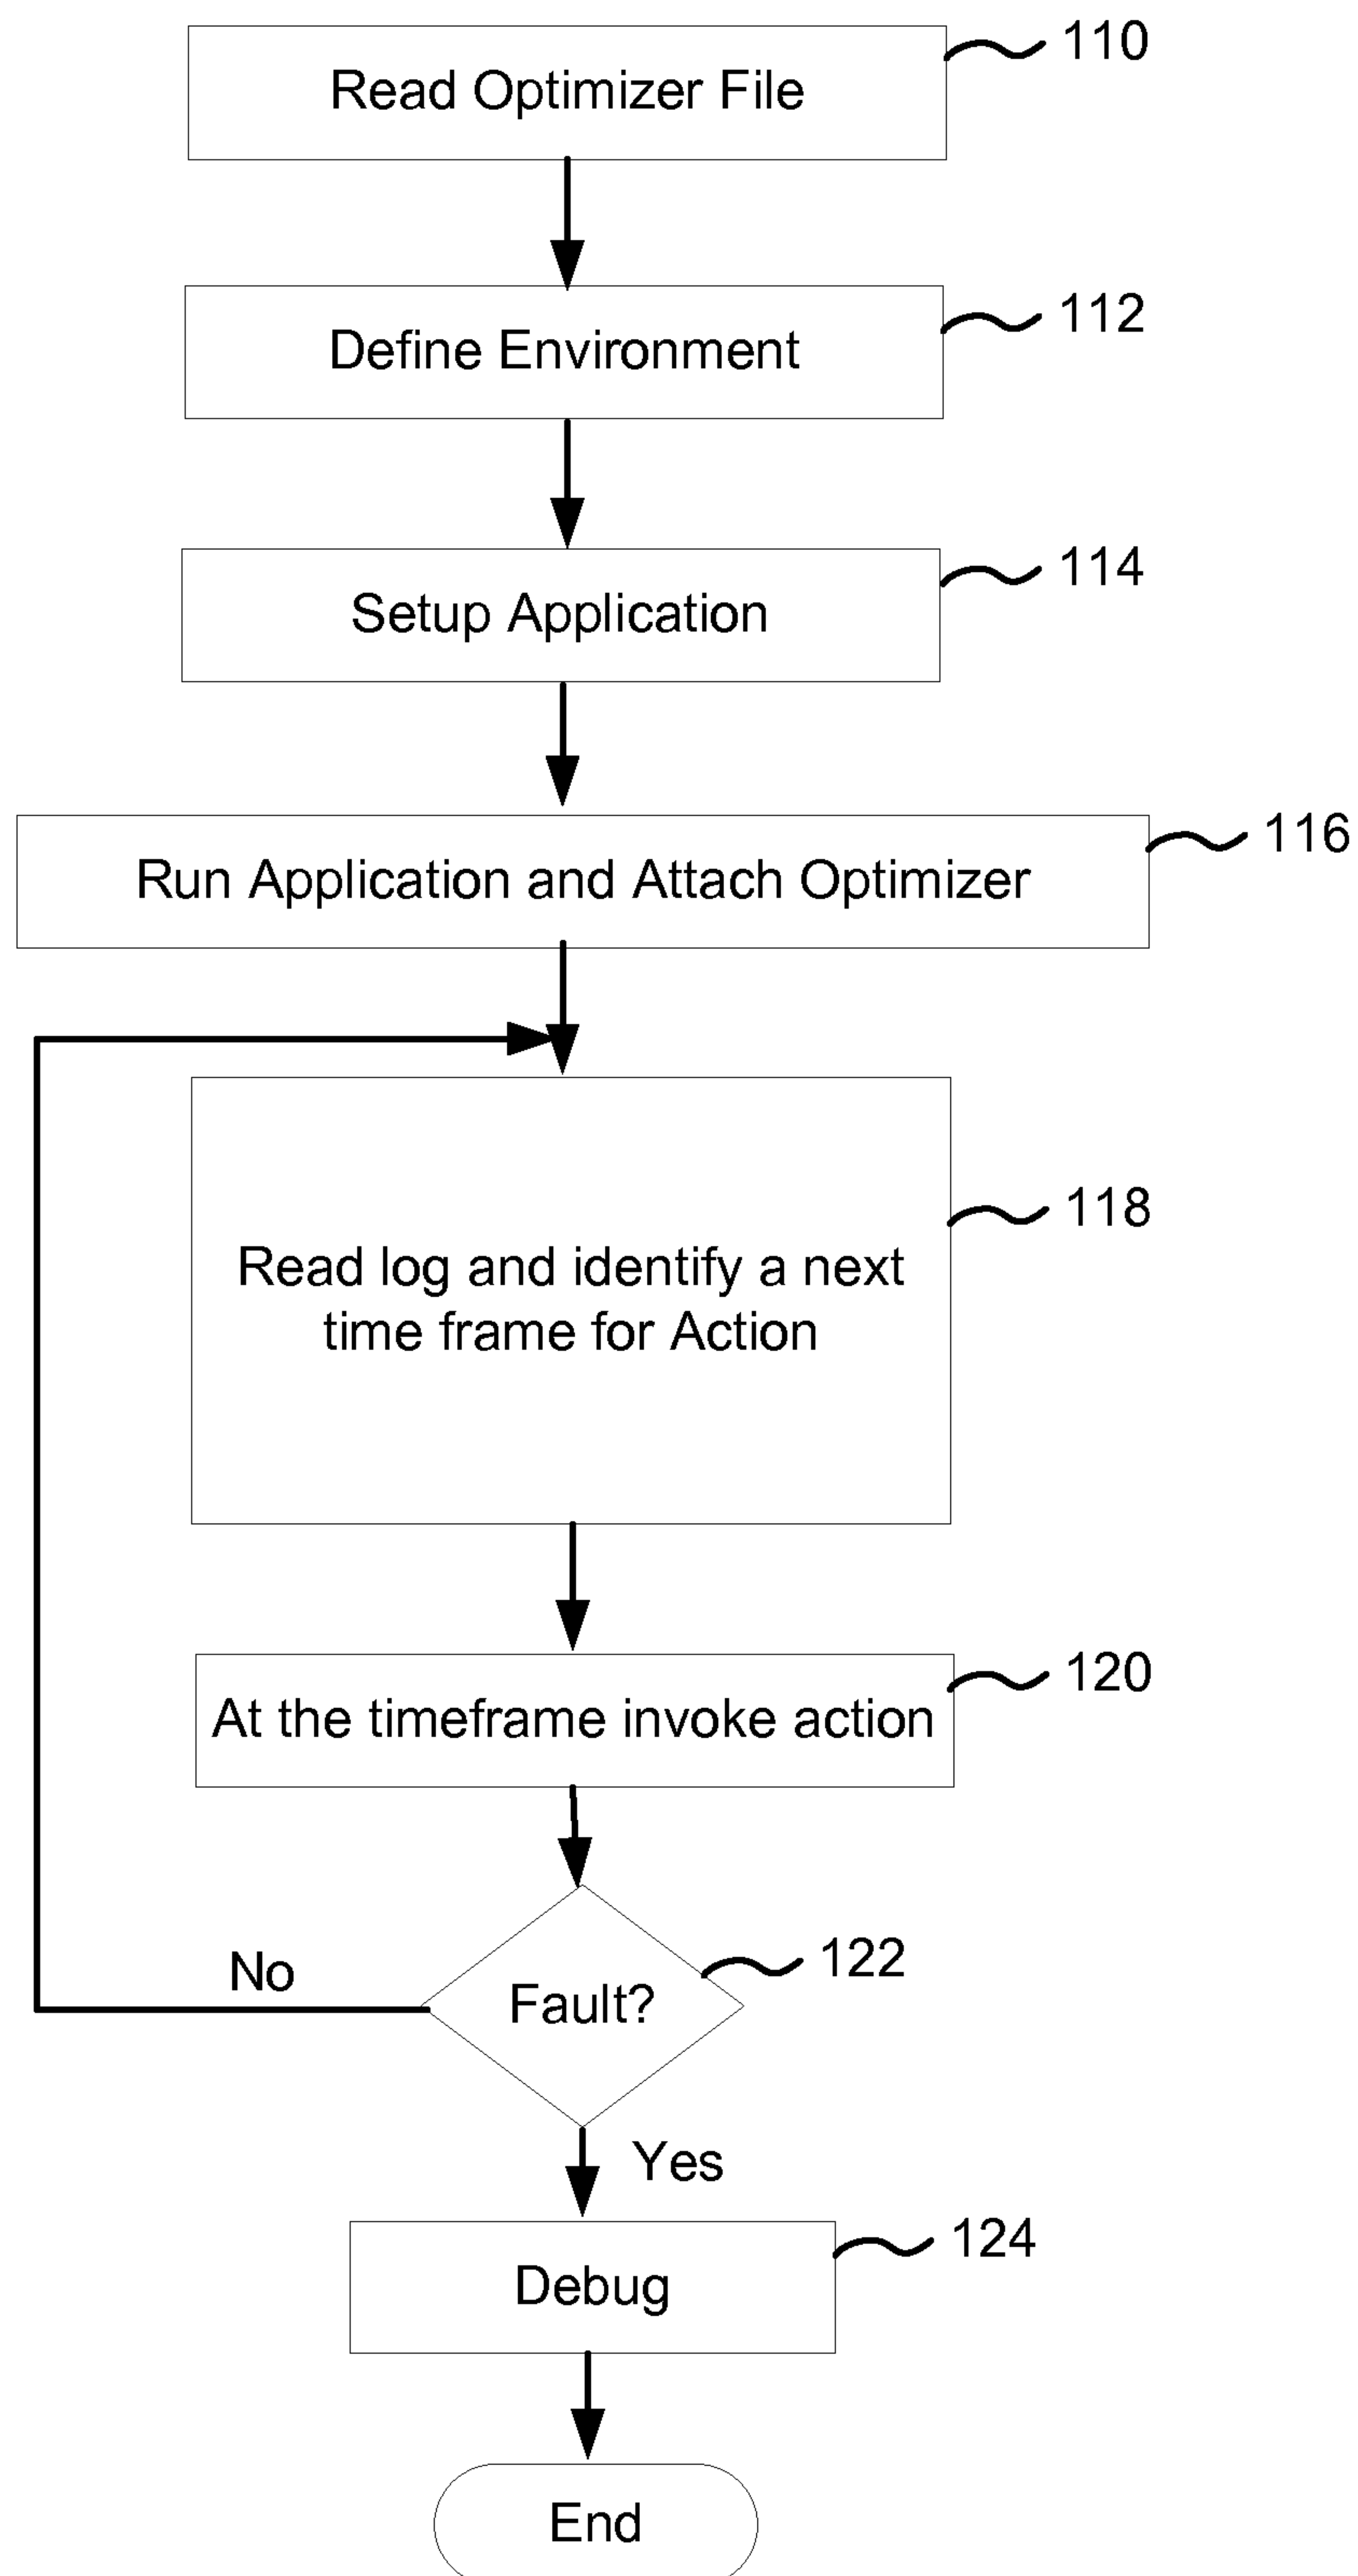 110
Read Optimizer File
112
Define Environment
114
Setup Application
116
Run Application and Attach Optimizer
118
Read log and identify a next
time frame for Action
120
At the timeframe invoke action
122
No
Fault?
Yes
124
Debug
End